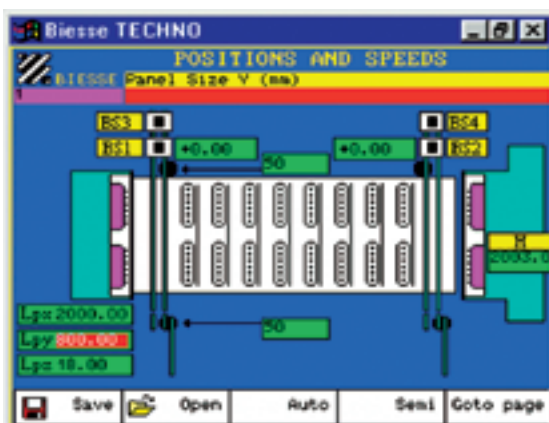 Biesse TECHNO
POSITIONS AND SPEEDS
BIESSE Panel Size Y (mm)
1
BS3 BS4
BS1 +0.00 +0.00 BS2
50
M
2003.0
Lpx 2000.00
50
Lpy 800.00
Lpz 18.00
Save Open Auto Semi Goto page